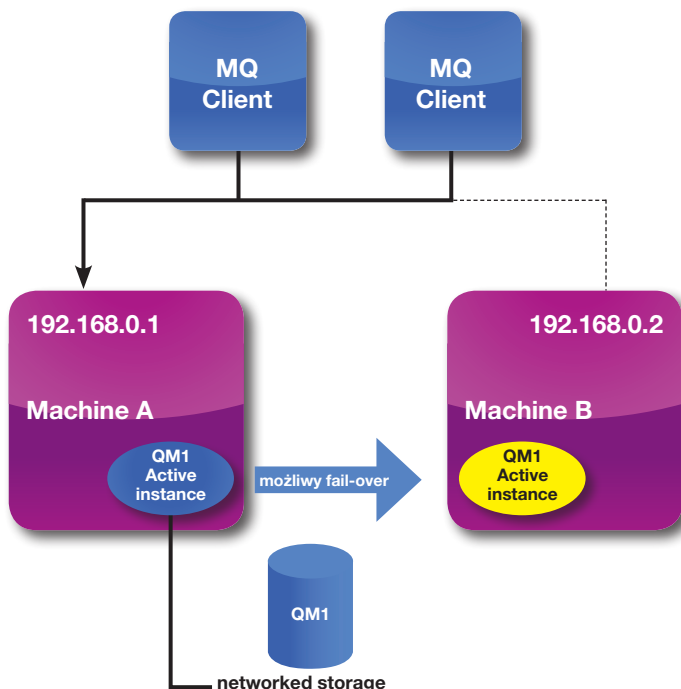 MQ
Client
MQ
Client
192.168.0.1
192.168.0.2
Machine A
Machine B
QM1
Active
instance
możliwy fail-over
QM1
Active
instance
QM1
networked storage